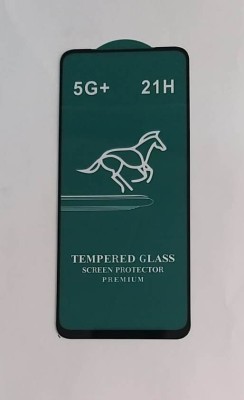 5G+ 21H
TEMPERED GLASS
SCREEN PROTECTOR
PREMIUM